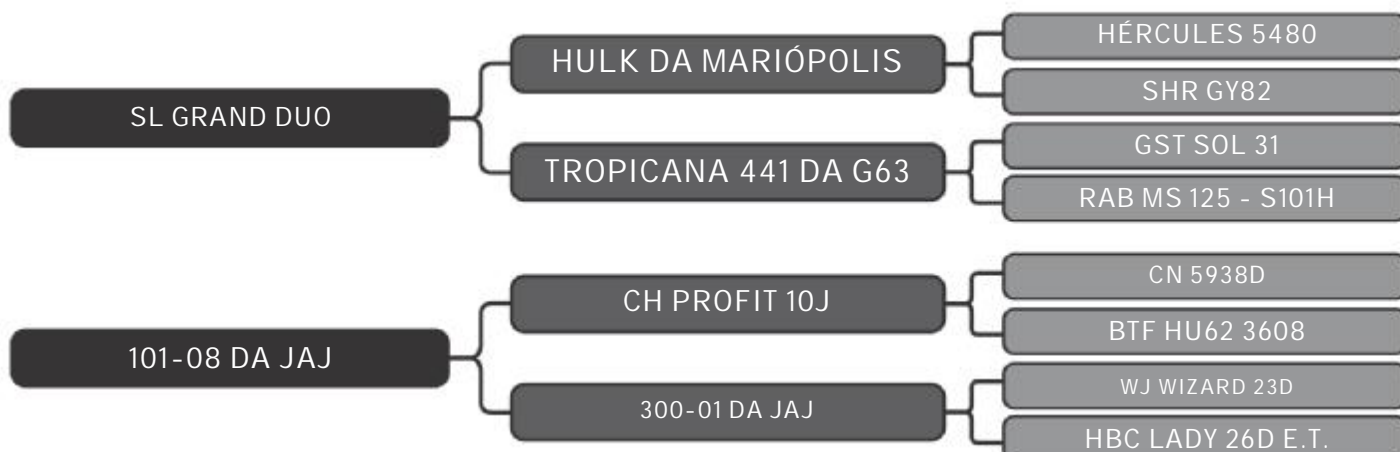 SL GRAND DUO
HULK DA MARIÓPOLIS
HÉRCULES 5480
SHR GY82
TROPICANA 441 DA G63
GST SOL 31
RAB MS 125 - S101H
101-08 DA JAJ
CH PROFIT 10J
CN 5938D
BTF HU62 3608
300-01 DA JAJ
WJ WIZARD 23D
HBC LADY 26D E.T.